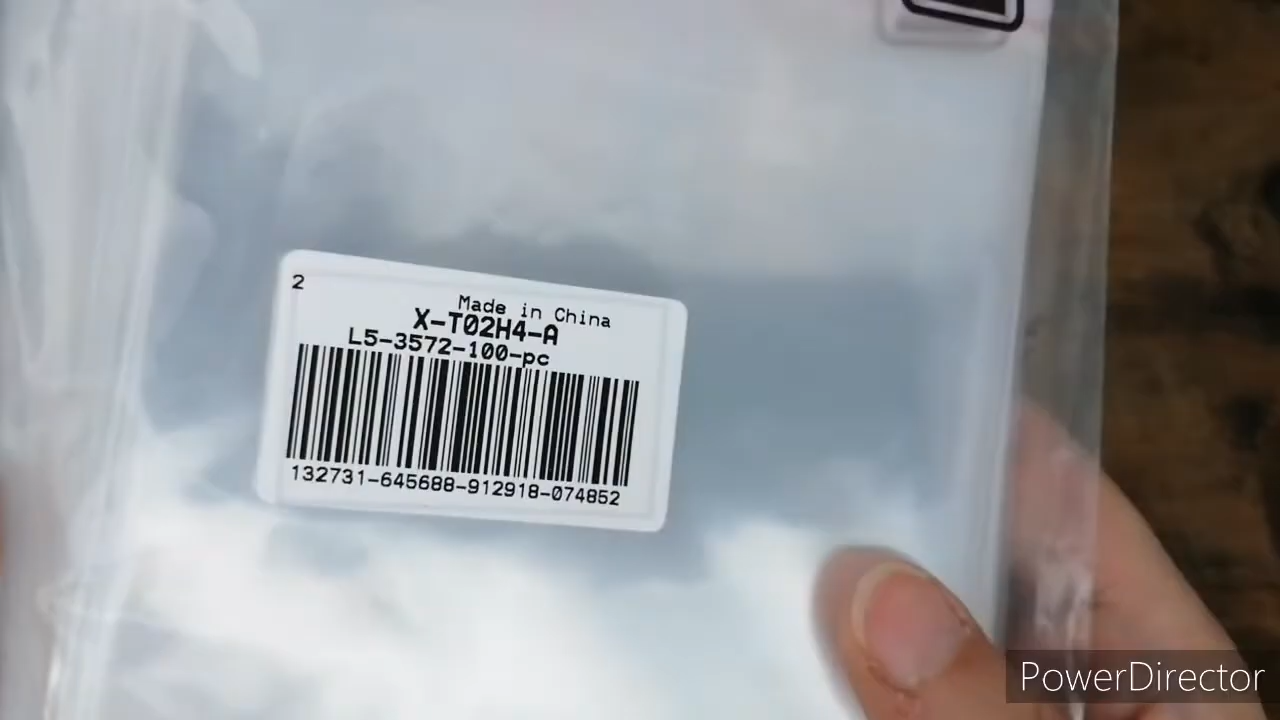 2
Made in China
X-T02H4-A
L5-3572-100-pc
132731-645688-912918-074852
PowerDirector